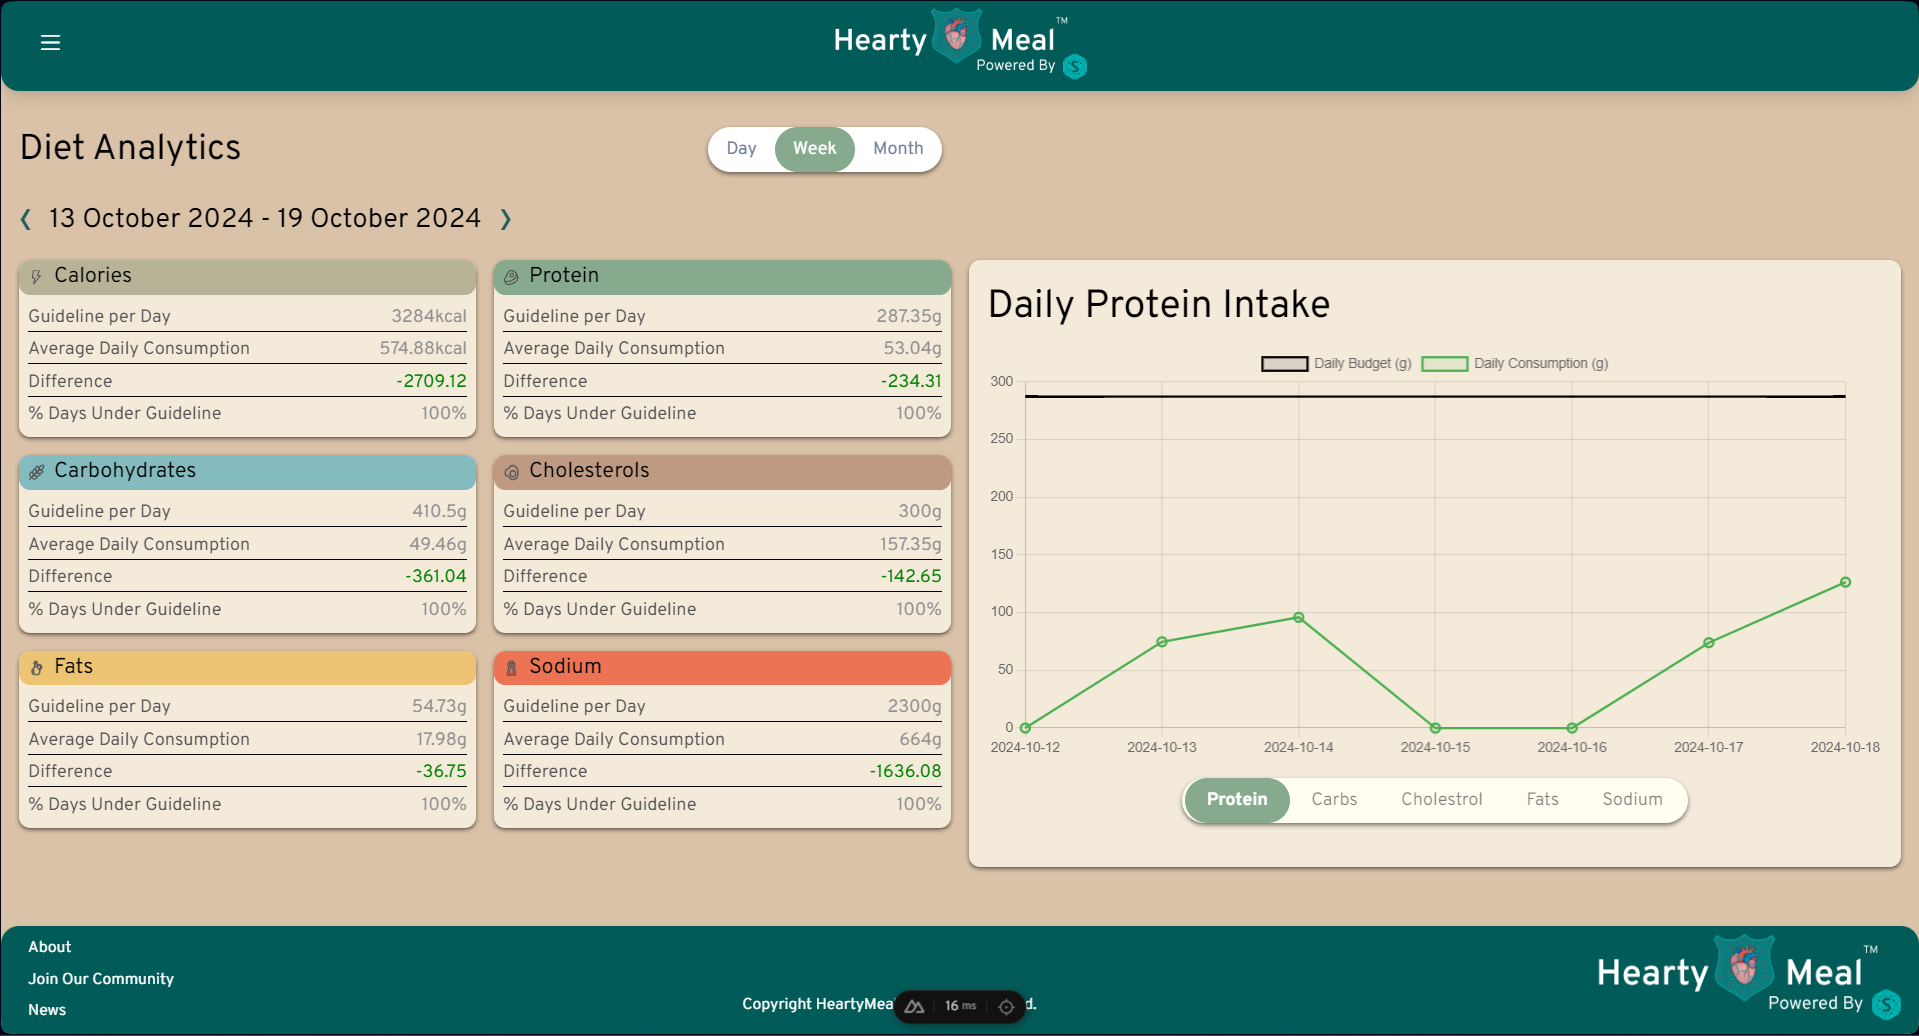 Hearty Meal™
Powered By
Diet Analytics
Day Week Month
13 October 2024 - 19 October 2024
Calories
Guideline per Day 3284kcal
Average Daily Consumption 574.88kcal
Difference -2709.12
% Days Under Guideline 100%
Protein
Guideline per Day 287.35g
Average Daily Consumption 53.04g
Difference -234.31
% Days Under Guideline 100%
Carbohydrates
Guideline per Day 410.5g
Average Daily Consumption 49.46g
Difference -361.04
% Days Under Guideline 100%
Cholesterols
Guideline per Day 300g
Average Daily Consumption 157.35g
Difference -142.65
% Days Under Guideline 100%
Fats
Guideline per Day 54.73g
Average Daily Consumption 17.98g
Difference -36.75
% Days Under Guideline 100%
Sodium
Guideline per Day 2300g
Average Daily Consumption 664g
Difference -1636.08
% Days Under Guideline 100%
Daily Protein Intake
Daily Budget (g) Daily Consumption (g)
300
250
200
150
100
50
0
2024-10-12 2024-10-13 2024-10-14 2024-10-15 2024-10-16 2024-10-17 2024-10-18
Protein Carbs Cholestrol Fats Sodium
About
Join Our Community
News
Copyright HeartyMea
16 ms
d.
Hearty Meal™
Powered By